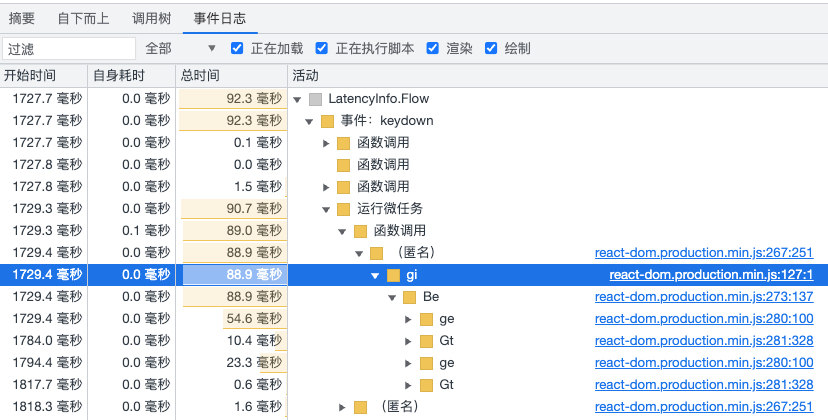 摘要 自下而上 调用树 事件日志
过滤 全部 ▼ 正在加载 正在执行脚本 渲染 绘制
开始时间 自身耗时 总时间 活动
1727.7 毫秒 0.0 毫秒 92.3 毫秒 LatencyInfo.Flow
1727.7 毫秒 0.0 毫秒 92.3 毫秒 事件：keydown
1727.7 毫秒 0.0 毫秒 0.1 毫秒 函数调用
1727.8 毫秒 0.0 毫秒 0.0 毫秒 函数调用
1727.8 毫秒 0.0 毫秒 1.5 毫秒 函数调用
1729.3 毫秒 0.0 毫秒 90.7 毫秒 运行微任务
1729.3 毫秒 0.1 毫秒 89.0 毫秒 函数调用
1729.4 毫秒 0.0 毫秒 88.9 毫秒 （匿名） react-dom.production.min.js:267:251
1729.4 毫秒 0.0 毫秒 88.9 毫秒 gi react-dom.production.min.js:127:1
1729.4 毫秒 0.0 毫秒 88.9 毫秒 Be react-dom.production.min.js:273:137
1729.4 毫秒 0.0 毫秒 54.6 毫秒 ge react-dom.production.min.js:280:100
1784.0 毫秒 0.0 毫秒 10.4 毫秒 Gt react-dom.production.min.js:281:328
1794.4 毫秒 0.0 毫秒 23.3 毫秒 ge react-dom.production.min.js:280:100
1817.7 毫秒 0.0 毫秒 0.6 毫秒 Gt react-dom.production.min.js:281:328
1818.3 毫秒 0.0 毫秒 1.6 毫秒 （匿名） react-dom.production.min.js:267:251